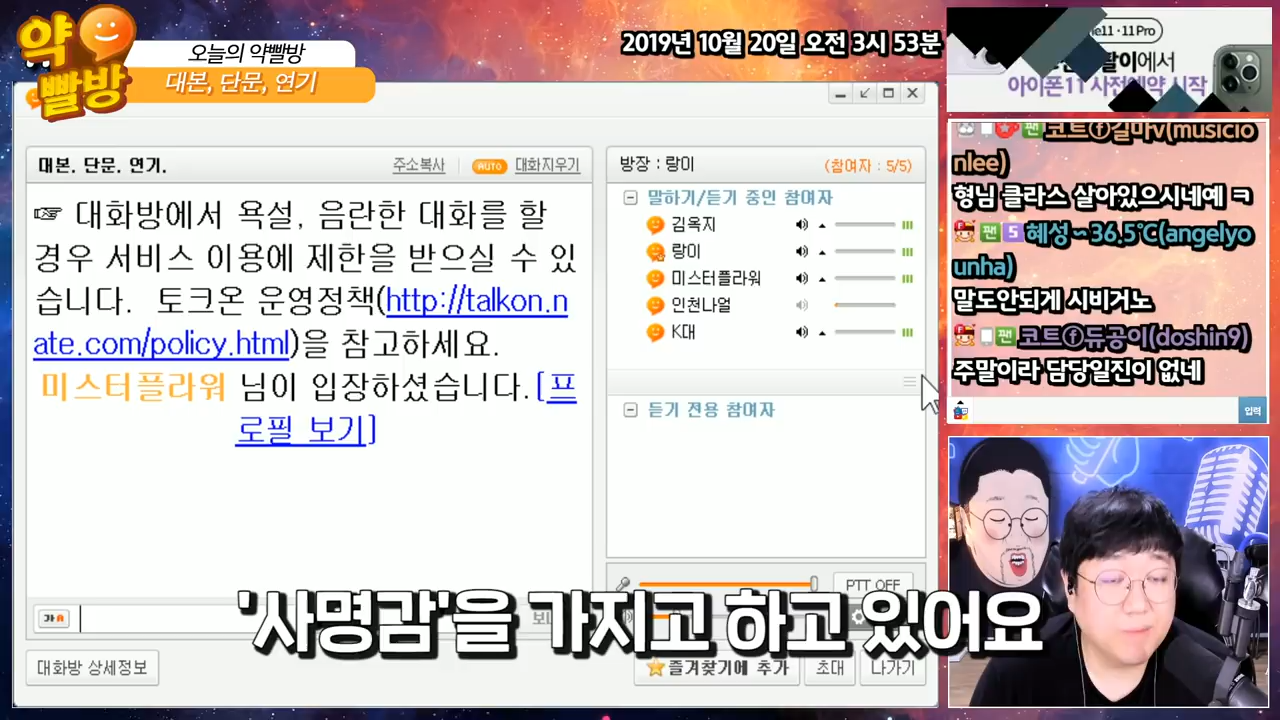 약빵방
오늘의 약빨방
대본, 단문, 연기
2019년 10월 20일 오전 3시 53분
11 · 11 Pro
팔이에서
아이폰11 사전예약 시작
대본. 단문. 연기.
주소복사
AUTO
대화지우기
☞ 대화방에서 욕설, 음란한 대화를 할
경우 서비스 이용에 제한을 받으실 수 있
습니다. 토크온 운영정책(http://talkon.n
ate.com/policy.html)을 참고하세요.
미스터플라워 님이 입장하셨습니다.[프
로필 보기]
방장 : 랑이
(참여자 : 5/5)
말하기/듣기 중인 참여자
김옥지
랑이
미스터플라워
인천나얼
K대
듣기 전용 참여자
PTT OFF
코트ⓕ길마v(musicio
nlee)
형님 클라스 살아있으시네예 ㅋ
팬 5 혜성~36.5℃(angelyo
unha)
말도안되게 시비거노
팬 코트ⓕ듀공이(doshin9)
주말이라 담당일진이 없네
입력
가A
'사명감'을 가지고 하고 있어요
대화방 상세정보
즐겨찾기에 추가
초대
나가기